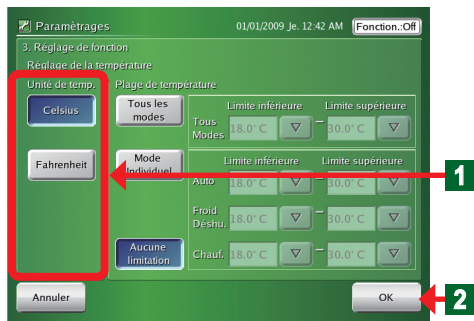 Paramètrages 01/01/2009 Je. 12:42 AM Fonction.:Off
3. Réglage de fonction
Réglage de la température
Unité de temp. Plage de température
Celsius
Tous les modes
Limite inférieure Limite supérieure
Tous Modes 18.0°C – 30.0°C
Fahrenheit
Mode Individuel
Limite inférieure Limite supérieure
Auto 18.0°C – 30.0°C
Froid Déshu. 18.0°C – 30.0°C
Aucune limitation
Chauf. 18.0°C – 30.0°C
Annuler OK
1
2